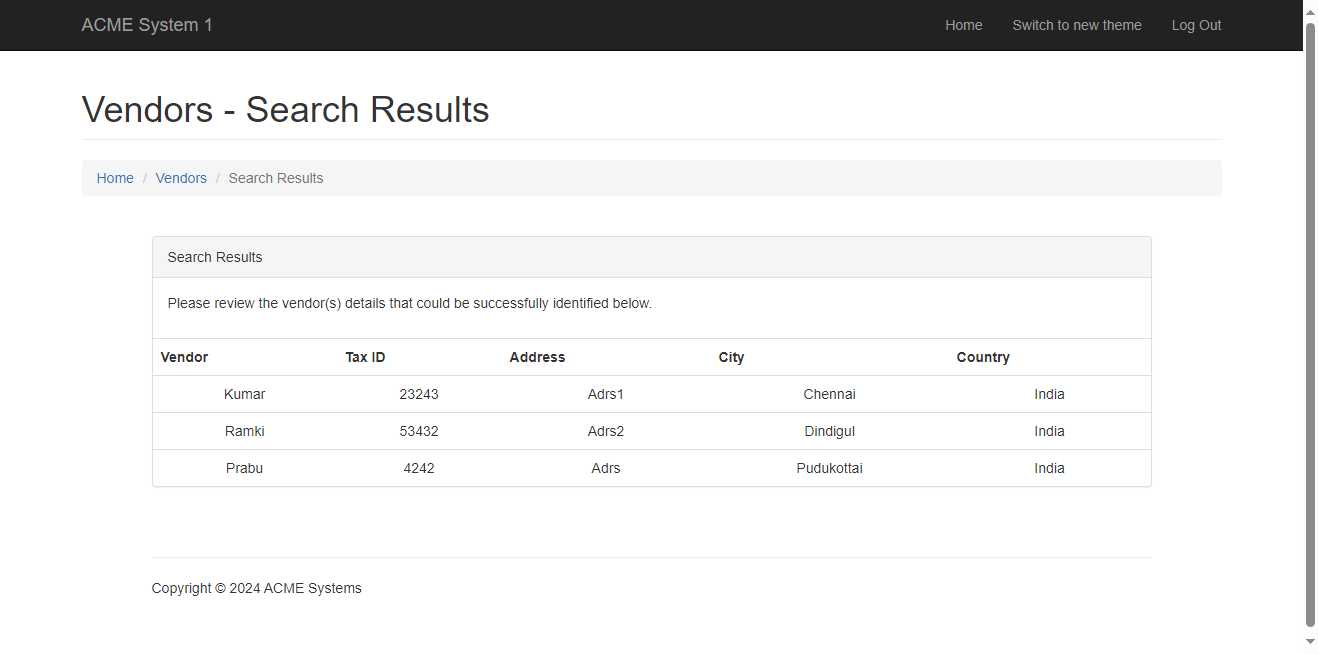 ACME System 1 Home Switch to new theme Log Out
Vendors - Search Results
Home / Vendors / Search Results
Search Results
Please review the vendor(s) details that could be successfully identified below.
Vendor Tax ID Address City Country
Kumar 23243 Adrs1 Chennai India
Ramki 53432 Adrs2 Dindigul India
Prabu 4242 Adrs Pudukottai India
Copyright © 2024 ACME Systems